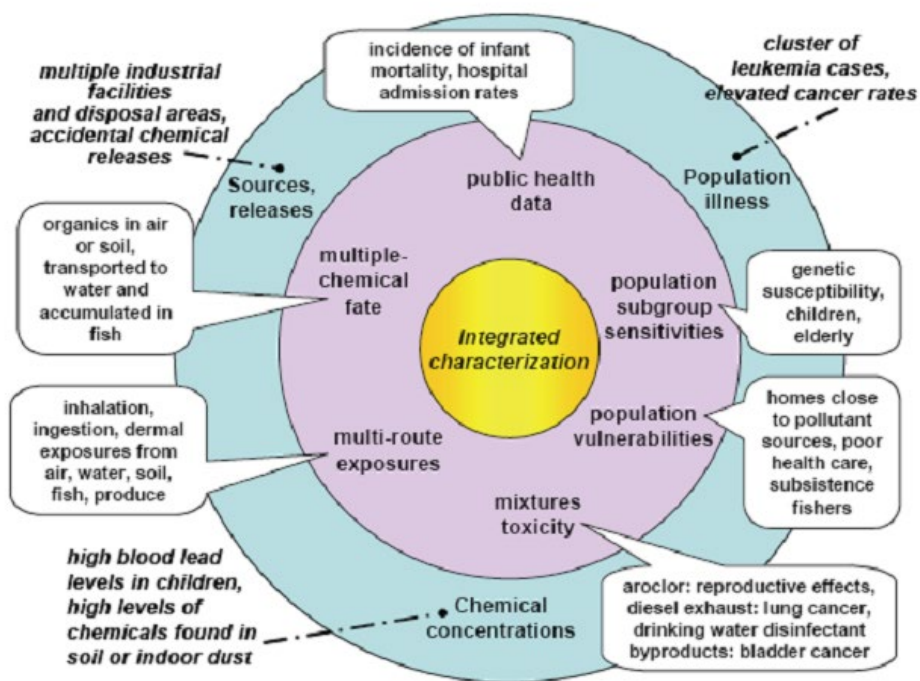 incidence of infant
mortality, hospital
admission rates
cluster of
leukemia cases,
elevated cancer rates
multiple industrial
facilities
and disposal areas,
accidental chemical
releases
Sources,
releases
public health
data
Population
illness
organics in air
or soil,
transported to
water and
accumulated in
fish
multiple-
chemical
fate
population
subgroup
sensitivities
genetic
susceptibility,
children,
elderly
Integrated
characterization
inhalation,
ingestion, dermal
exposures from
air, water, soil,
fish, produce
multi-route
exposures
population
vulnerabilities
homes close
to pollutant
sources, poor
health care,
subsistence
fishers
mixtures
toxicity
high blood lead
levels in children,
high levels of
chemicals found in
soil or indoor dust
Chemical
concentrations
aroclor: reproductive effects,
diesel exhaust: lung cancer,
drinking water disinfectant
byproducts: bladder cancer